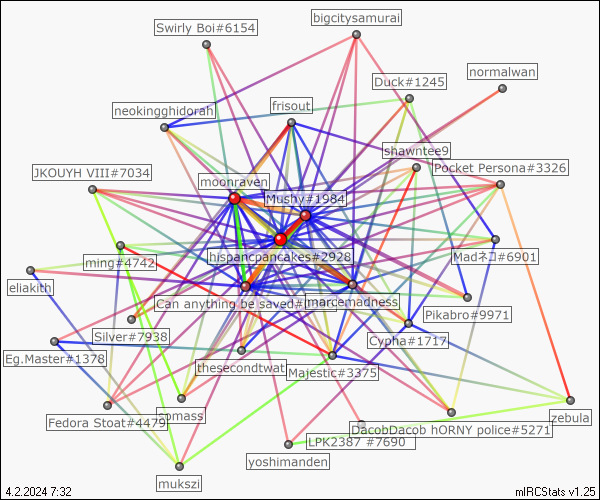 bigcitysamurai
Swirly Boi#6154
normalwan
Duck#1245
neokingghidorah
frisout
shawntee9
JKOUYH VIII#7034
Pocket Persona#3326
moonraven
Mushy#1984
hispancpancakes#2928
Madネコ#6901
ming#4742
eliakith
Can anything be saved#
marcemadness
Pikabro#9971
Silver#7938
Cypha#1717
Eg.Master#1378
thesecondtwat
Majestic#3375
Fedora Stoat#4479
spmass
zebula
DacobDacob hORNY police#5271
LPK2387 #7690
yoshimanden
mukszi
4.2.2024 7:32
mIRCStats v1.25